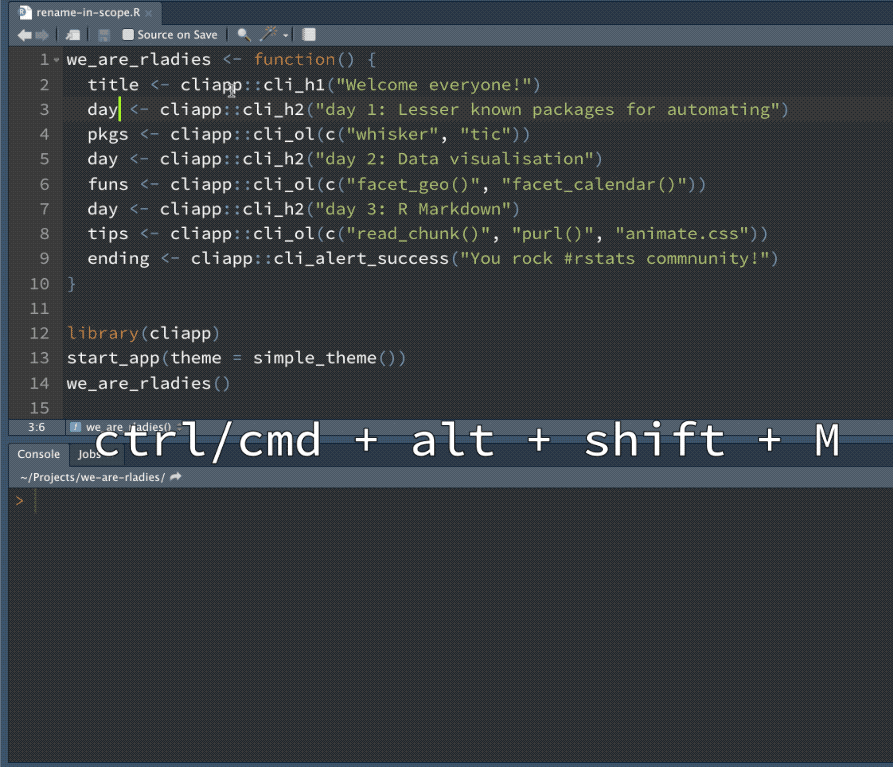 rename-in-scope.R
Source on Save
1 we_are_rladies <- function() {
2 title <- cliapp::cli_h1("Welcome everyone!")
3 day <- cliapp::cli_h2("day 1: Lesser known packages for automating")
4 pkgs <- cliapp::cli_ol(c("whisker", "tic"))
5 day <- cliapp::cli_h2("day 2: Data visualisation")
6 funs <- cliapp::cli_ol(c("facet_geo()", "facet_calendar()"))
7 day <- cliapp::cli_h2("day 3: R Markdown")
8 tips <- cliapp::cli_ol(c("read_chunk()", "purl()", "animate.css"))
9 ending <- cliapp::cli_alert_success("You rock #rstats commnunity!")
10 }
11
12 library(cliapp)
13 start_app(theme = simple_theme())
14 we_are_rladies()
15
3:6 we_are_rladies()
ctrl/cmd + alt + shift + M
Console Jobs
~/Projects/we-are-rladies/
>